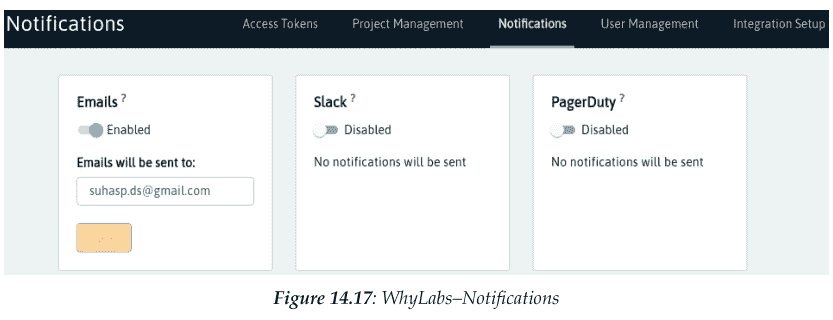 Notifications
Access Tokens Project Management Notifications User Management Integration Setup
Emails ?
Enabled
Emails will be sent to:
suhasp.ds@gmail.com
Slack ?
Disabled
No notifications will be sent
PagerDuty ?
Disabled
No notifications will be sent
Figure 14.17: WhyLabs–Notifications